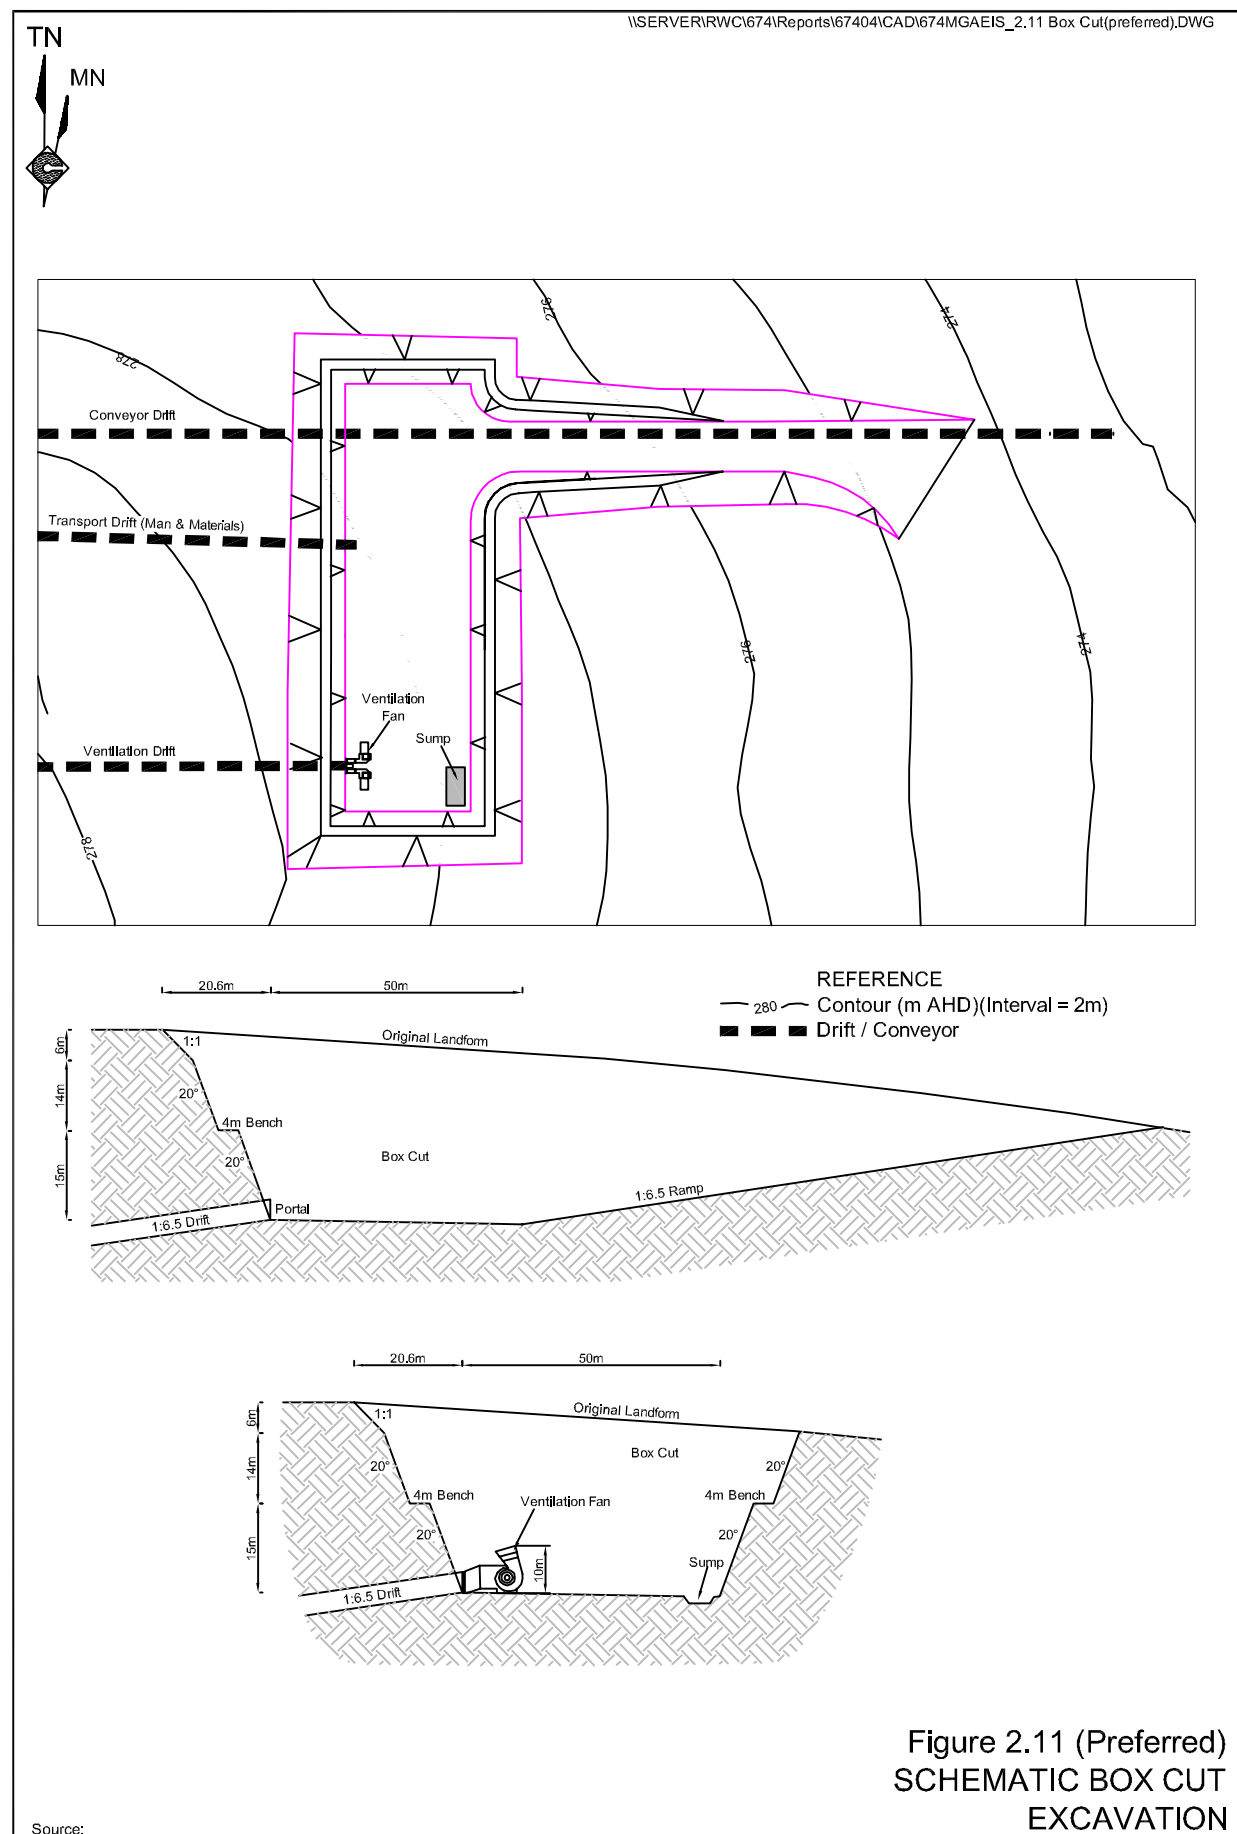 \\SERVER\RWC\674\Reports\67404\CAD\674MGAEIS_2.11 Box Cut(preferred).DWG
TN
MN
276
274
278
Conveyor Drift
Transport Drift (Man & Materials)
276
274
Ventilation
Fan
Sump
Ventilation Drift
278
REFERENCE
280 Contour (m AHD)(Interval = 2m)
Drift / Conveyor
20.6m 50m
6m
1:1
Original Landform
14m
20°
4m Bench
15m
20°
Box Cut
1:6.5 Ramp
Portal
1:6.5 Drift
20.6m 50m
6m
1:1
Original Landform
Box Cut
14m
20°
20°
4m Bench
4m Bench
Ventilation Fan
15m
20°
20°
10m
Sump
1:6.5 Drift
Figure 2.11 (Preferred)
SCHEMATIC BOX CUT
EXCAVATION
Source: